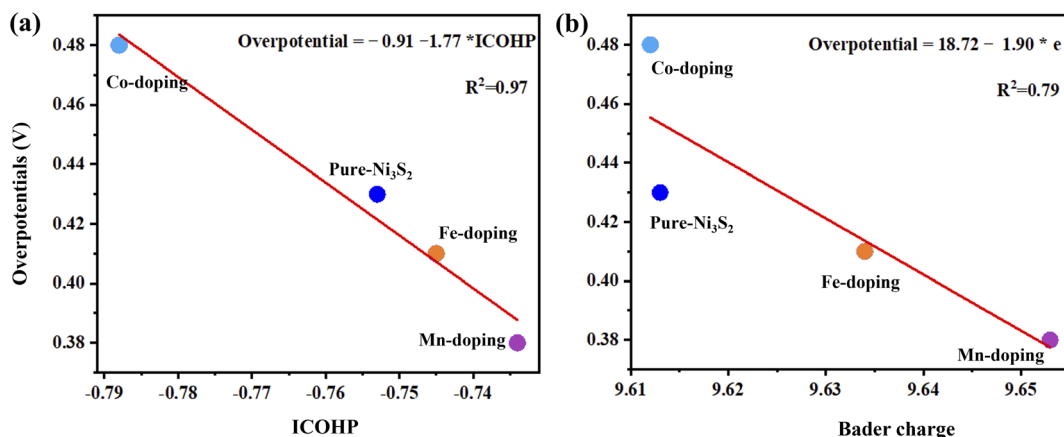 (a)
Overpotential = − 0.91 −1.77 *ICOHP
R²=0.97
Co-doping
Pure-Ni₃S₂
Fe-doping
Mn-doping
Overpotentials (V)
0.48
0.46
0.44
0.42
0.40
0.38
-0.79 -0.78 -0.77 -0.76 -0.75 -0.74
ICOHP
(b)
Overpotential = 18.72 − 1.90 * e
R²=0.79
Co-doping
Pure-Ni₃S₂
Fe-doping
Mn-doping
0.48
0.46
0.44
0.42
0.40
0.38
9.61 9.62 9.63 9.64 9.65
Bader charge